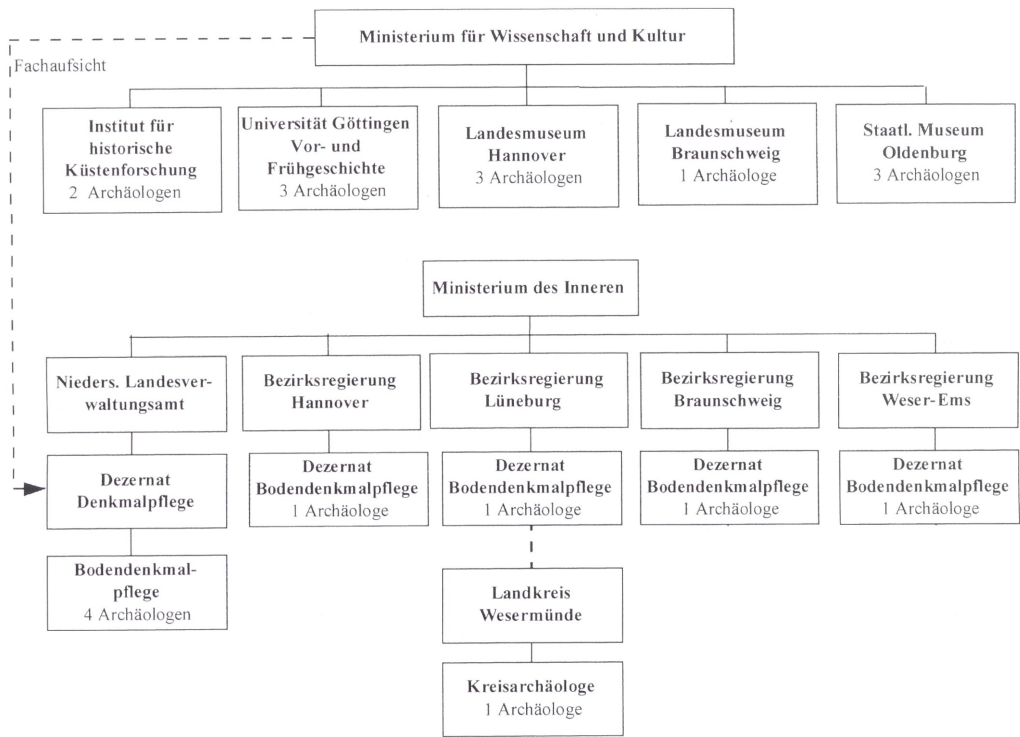 Ministerium für Wissenschaft und Kultur
Fachaufsicht
Institut für
historische
Küstenforschung
2 Archäologen
Universität Göttingen
Vor- und
Frühgeschichte
3 Archäologen
Landesmuseum
Hannover
3 Archäologen
Landesmuseum
Braunschweig
1 Archäologe
Staatl. Museum
Oldenburg
3 Archäologen
Ministerium des Inneren
Nieders. Landesver-
waltungsamt
Bezirksregierung
Hannover
Bezirksregierung
Lüneburg
Bezirksregierung
Braunschweig
Bezirksregierung
Weser-Ems
Dezernat
Denkmalpflege
Dezernat
Bodendenkmalpflege
1 Archäologe
Dezernat
Bodendenkmalpflege
1 Archäologe
Dezernat
Bodendenkmalpflege
1 Archäologe
Dezernat
Bodendenkmalpflege
1 Archäologe
Bodendenkmal-
pflege
4 Archäologen
Landkreis
Wesermünde
Kreisarchäologe
1 Archäologe